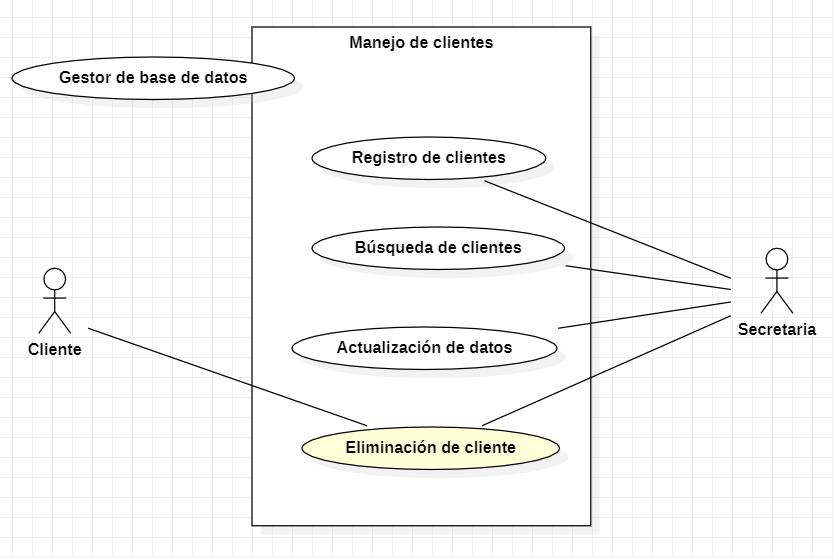 Manejo de clientes
Gestor de base de datos
Registro de clientes
Búsqueda de clientes
Actualización de datos
Eliminación de cliente
Cliente
Secretaria